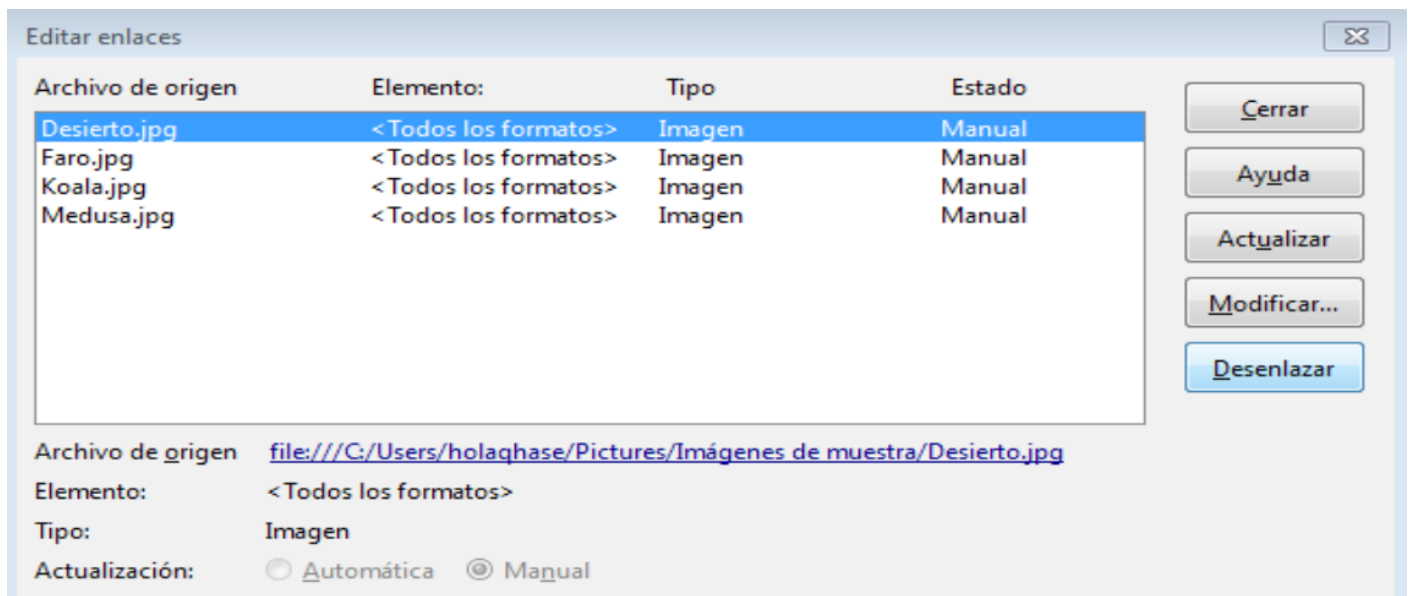 Editar enlaces
Archivo de origen Elemento: Tipo Estado
Desierto.jpg <Todos los formatos> Imagen Manual
Faro.jpg <Todos los formatos> Imagen Manual
Koala.jpg <Todos los formatos> Imagen Manual
Medusa.jpg <Todos los formatos> Imagen Manual
Cerrar
Ayuda
Actualizar
Modificar...
Desenlazar
Archivo de origen file:///C:/Users/holaqhase/Pictures/Imágenes de muestra/Desierto.jpg
Elemento: <Todos los formatos>
Tipo: Imagen
Actualización: Automática Manual